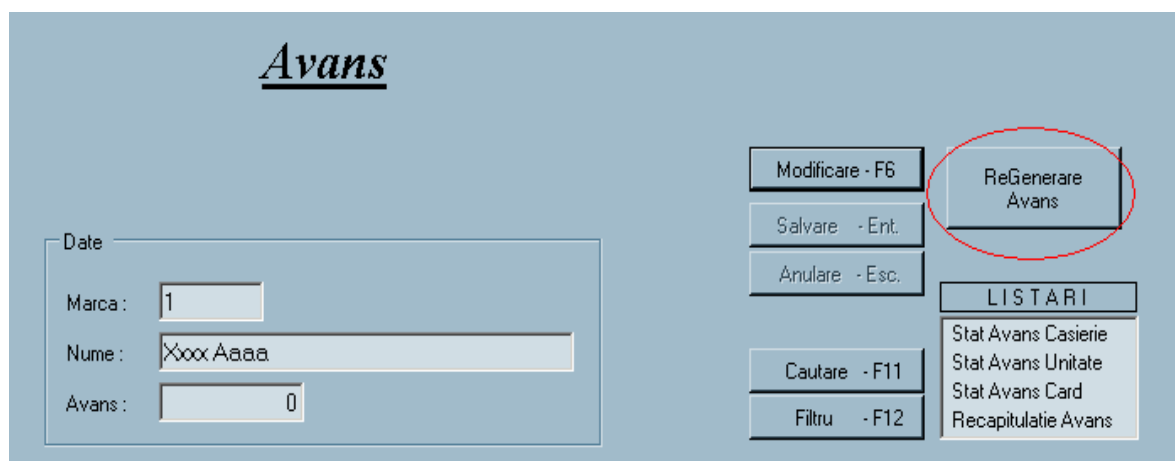 Avans
Modificare - F6
ReGenerare
Avans
Salvare - Ent.
Anulare - Esc.
Date
Marca : 1
Nume : Xxxx Aaaa
Avans : 0
Cautare - F11
Filtru - F12
L I S T A R I
Stat Avans Casierie
Stat Avans Unitate
Stat Avans Card
Recapitulatie Avans